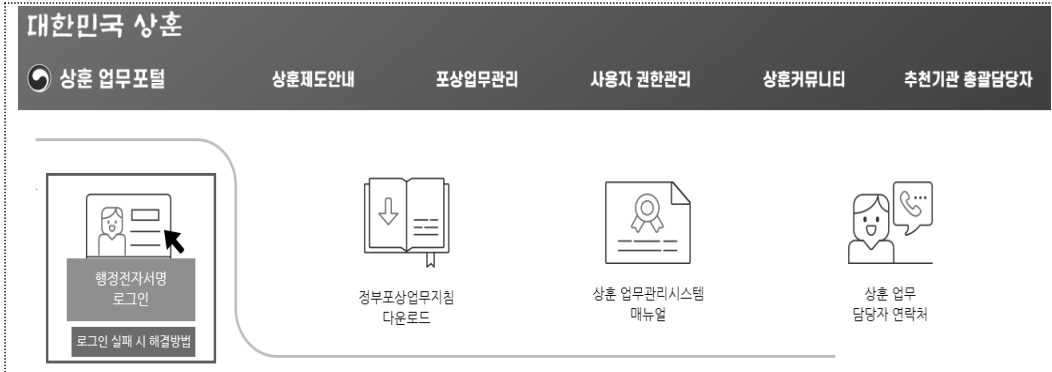 대한민국 상훈
상훈 업무포털
상훈제도안내
포상업무관리
사용자 권한관리
상훈커뮤니티
추천기관 총괄담당자
행정전자서명
로그인
로그인 실패 시 해결방법
정부포상업무지침
다운로드
상훈 업무관리시스템
매뉴얼
상훈 업무
담당자 연락처